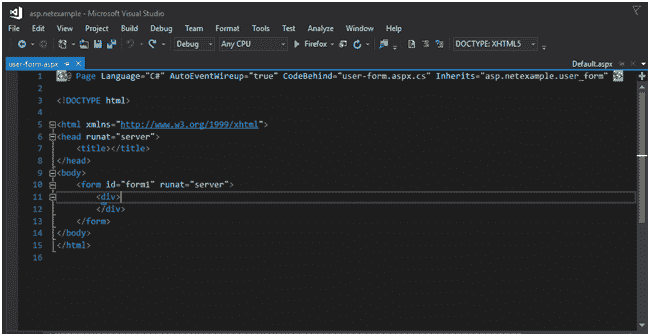 asp.netexample - Microsoft Visual Studio
File Edit View Project Build Debug Team Format Tools Test Analyze Window Help
Debug Any CPU Firefox DOCTYPE: XHTML5
user-form.aspx Default.aspx
1 <%@ Page Language="C#" AutoEventWireup="true" CodeBehind="user-form.aspx.cs" Inherits="asp.netexample.user_form" %>
2
3 <!DOCTYPE html>
4
5 <html xmlns="http://www.w3.org/1999/xhtml">
6 <head runat="server">
7 <title></title>
8 </head>
9 <body>
10 <form id="form1" runat="server">
11 <div>
12 </div>
13 </form>
14 </body>
15 </html>
16